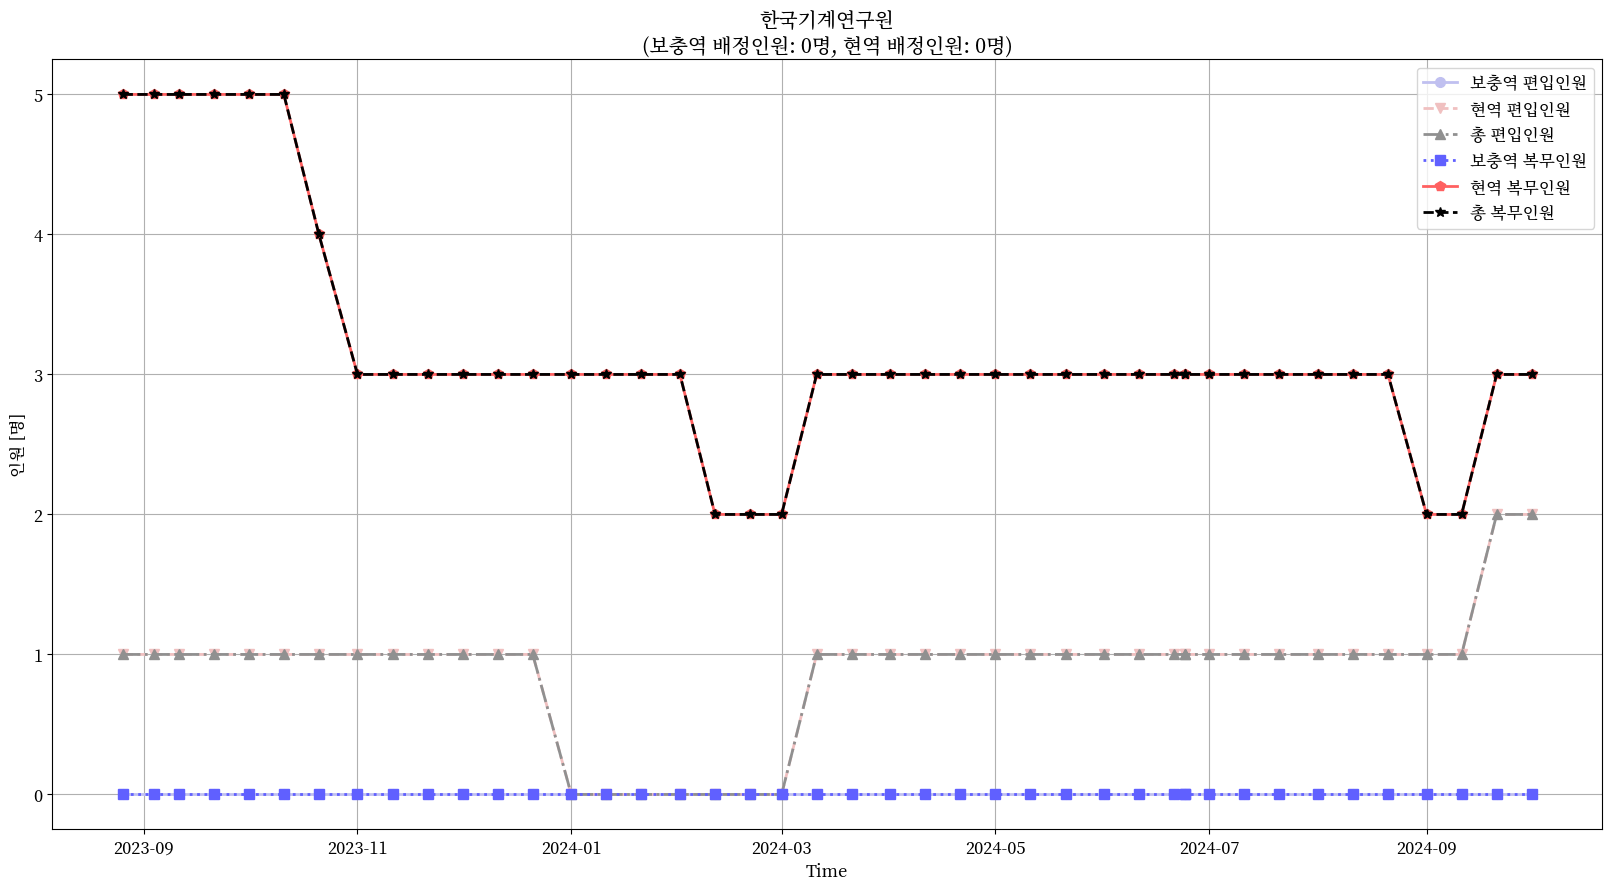 한국기계연구원
(보충역 배정인원: 0명, 현역 배정인원: 0명)
보충역 편입인원
현역 편입인원
총 편입인원
보충역 복무인원
현역 복무인원
총 복무인원
5
4
3
2
1
0
인원 [명]
2023-09
2023-11
2024-01
2024-03
2024-05
2024-07
2024-09
Time